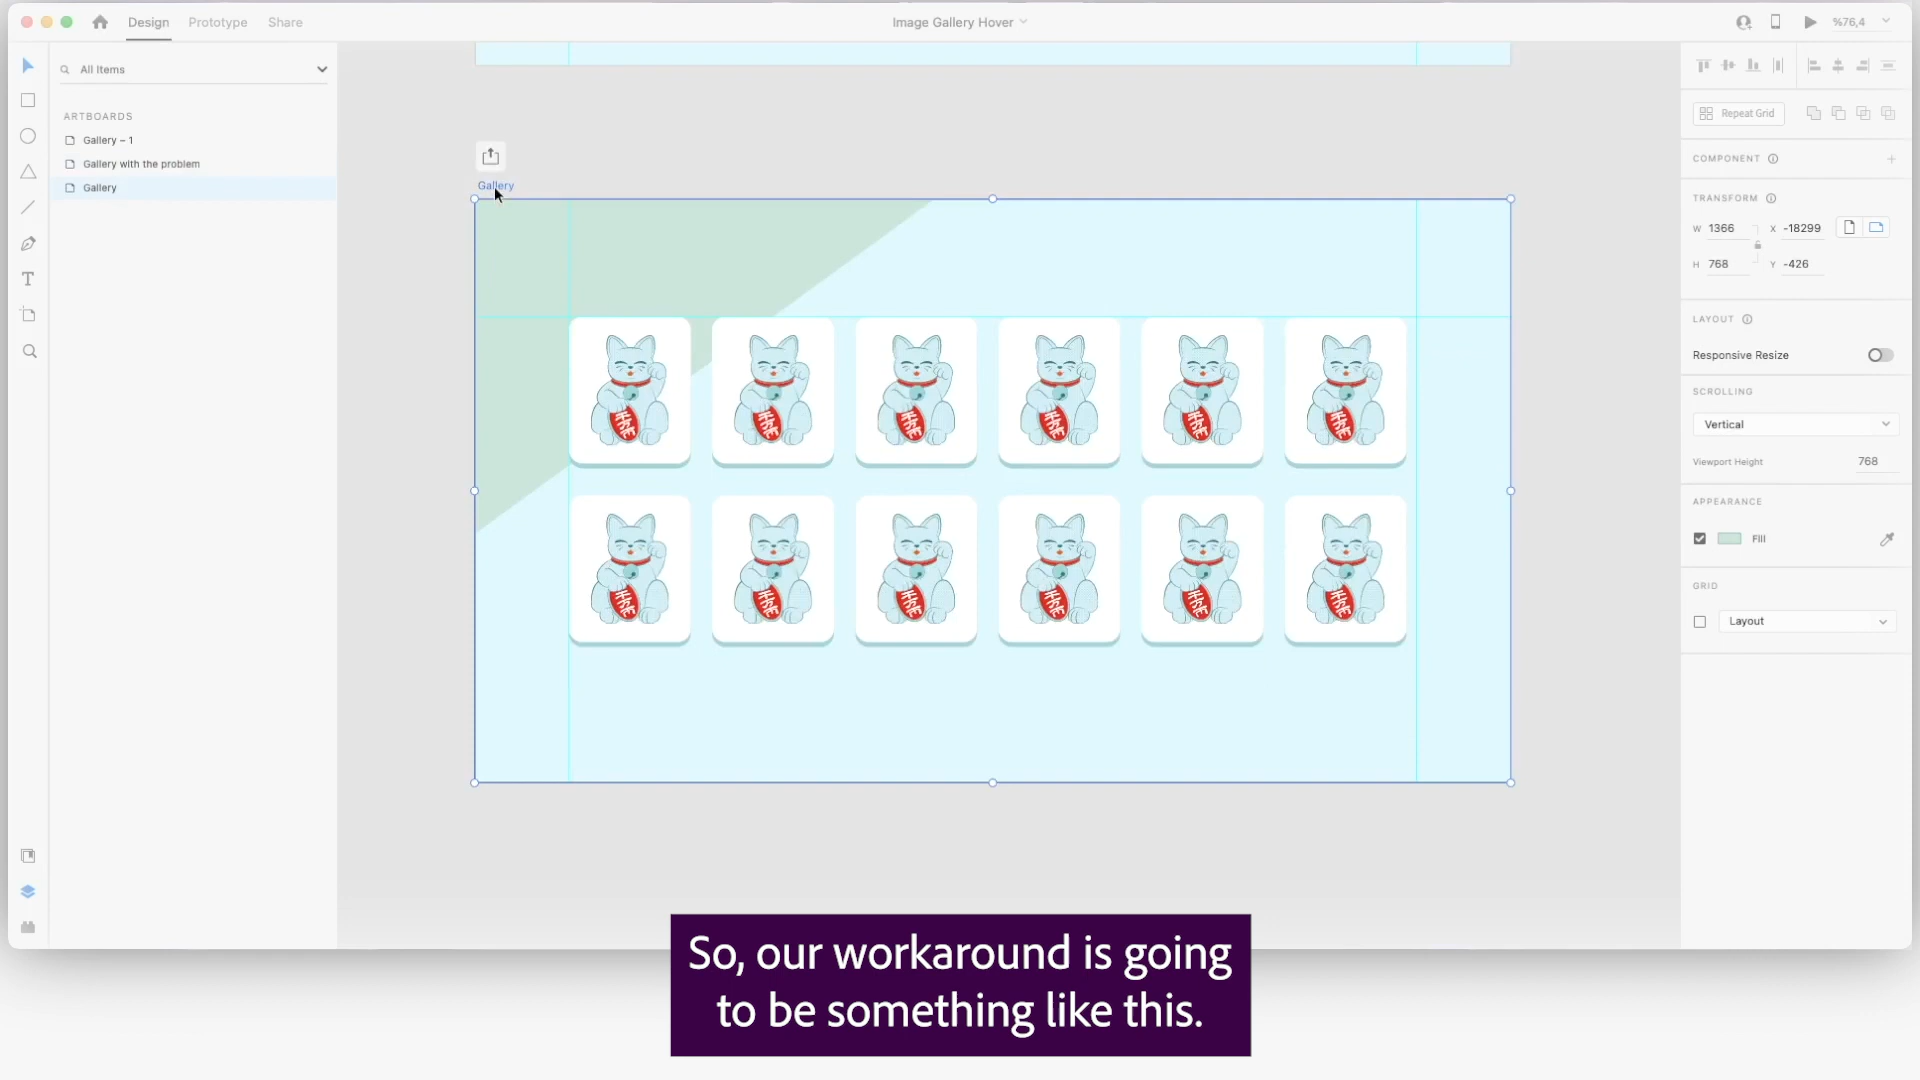 Design
Prototype
Share
Image Gallery Hover
%76,4
All Items
ARTBOARDS
Gallery – 1
Gallery with the problem
Gallery
Gallery
Repeat Grid
COMPONENT
TRANSFORM
W 1366
X -18299
H 768
Y -426
LAYOUT
Responsive Resize
SCROLLING
Vertical
Viewport Height 768
APPEARANCE
Fill
GRID
Layout
So, our workaround is going
to be something like this.